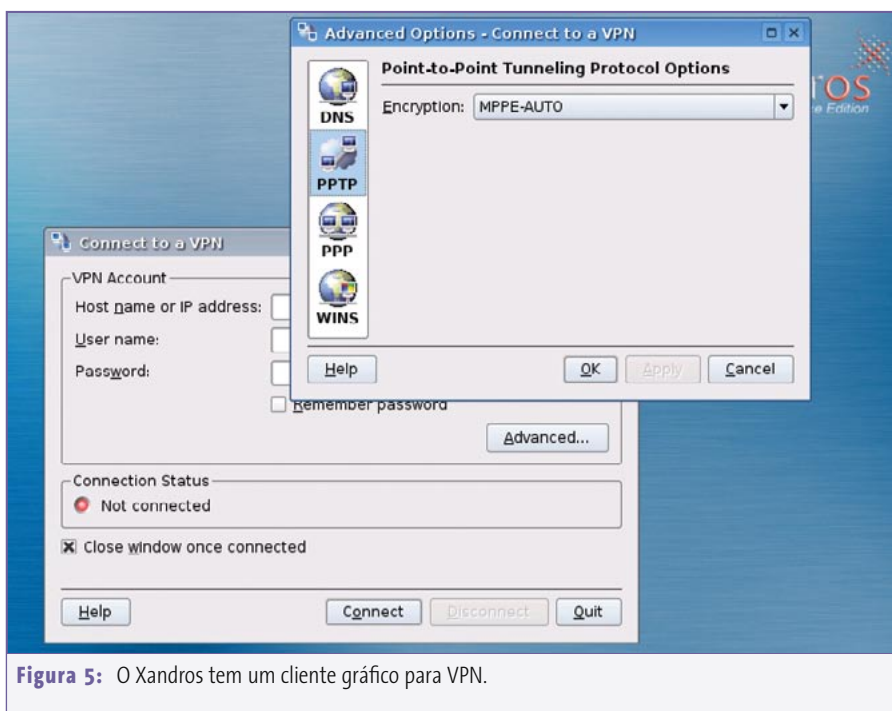 Advanced Options - Connect to a VPN
Point-to-Point Tunneling Protocol Options
DNS
PPTP
PPP
WINS
Encryption: MPPE-AUTO
Help
OK
Apply
Cancel
ros
Edition
Connect to a VPN
VPN Account
Host name or IP address:
User name:
Password:
Remember password
Advanced...
Connection Status
Not connected
Close window once connected
Help
Connect
Disconnect
Quit
Figura 5: O Xandros tem um cliente gráfico para VPN.